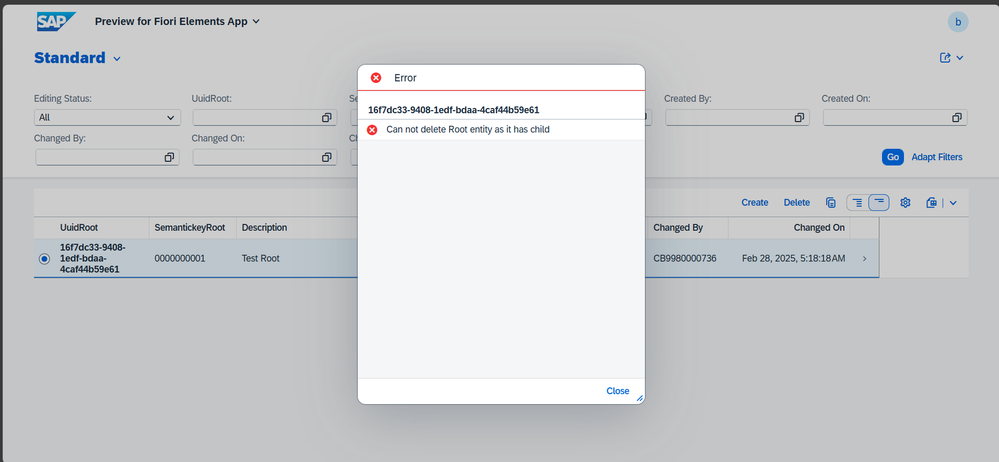 SAP Preview for Fiori Elements App b
Standard
Error
Editing Status: UuidRoot: Created By: Created On:
16f7dc33-9408-1edf-bdaa-4caf44b59e61
All
Can not delete Root entity as it has child
Changed By: Changed On:
Go Adapt Filters
Create Delete
UuidRoot SemantickeyRoot Description Changed By Changed On
16f7dc33-9408-
1edf-bdaa-
4caf44b59e61
0000000001 Test Root CB9980000736 Feb 28, 2025, 5:18:18 AM
Close